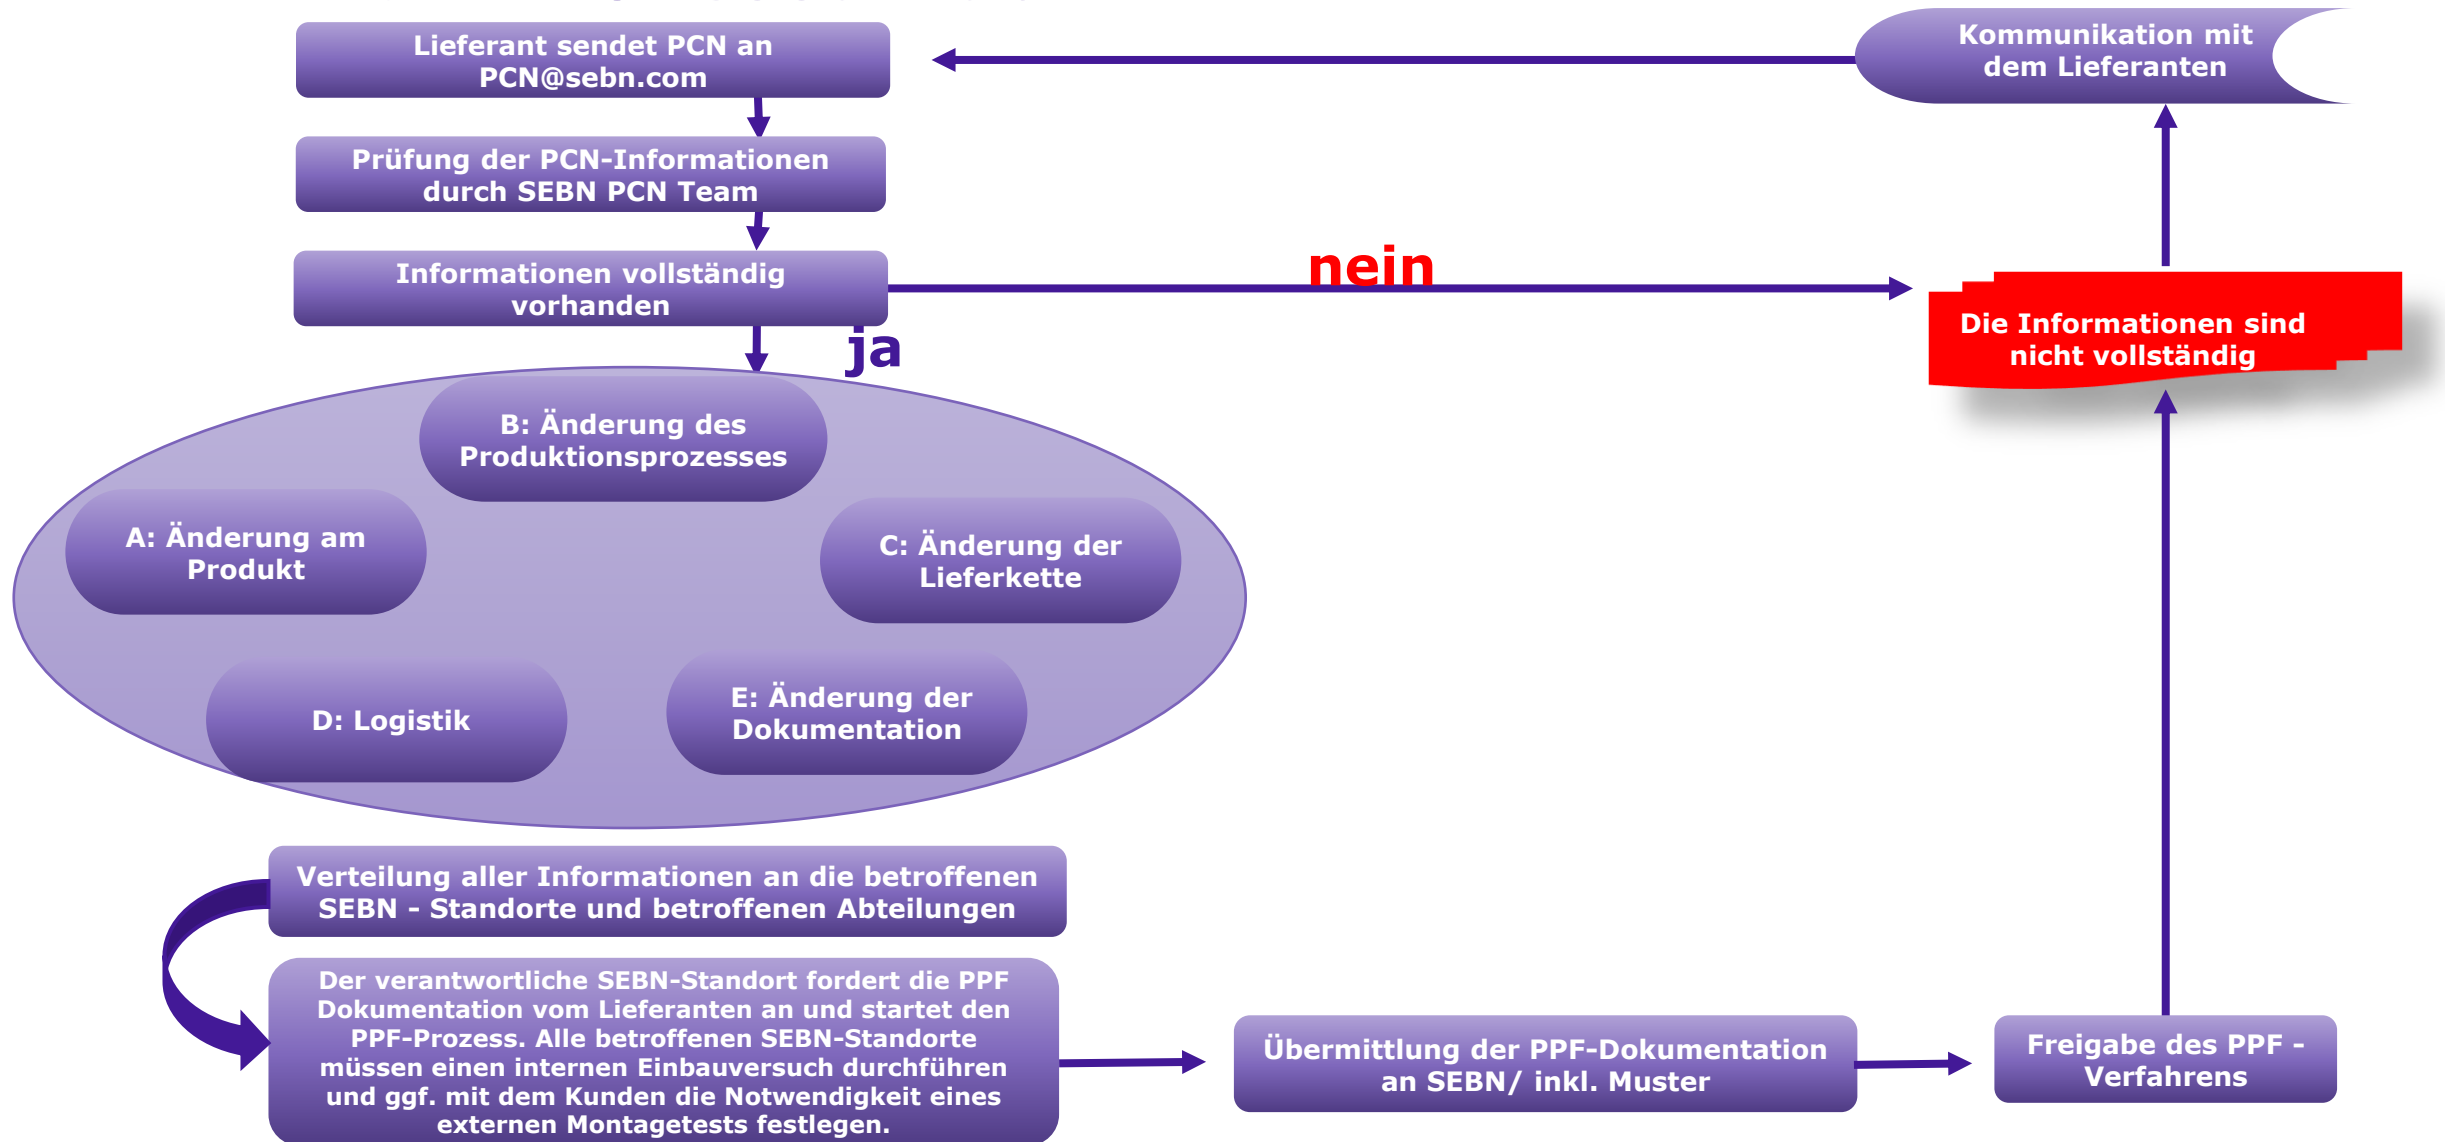 Lieferant sendet PCN an
PCN@sebn.com
Kommunikation mit
dem Lieferanten
Prüfung der PCN-Informationen
durch SEBN PCN Team
Informationen vollständig
vorhanden
nein
ja
Die Informationen sind
nicht vollständig
B: Änderung des
Produktionsprozesses
A: Änderung am
Produkt
C: Änderung der
Lieferkette
D: Logistik
E: Änderung der
Dokumentation
Verteilung aller Informationen an die betroffenen
SEBN - Standorte und betroffenen Abteilungen
Der verantwortliche SEBN-Standort fordert die PPF
Dokumentation vom Lieferanten an und startet den
PPF-Prozess. Alle betroffenen SEBN-Standorte
müssen einen internen Einbauversuch durchführen
und ggf. mit dem Kunden die Notwendigkeit eines
externen Montagetests festlegen.
Übermittlung der PPF-Dokumentation
an SEBN/ inkl. Muster
Freigabe des PPF -
Verfahrens